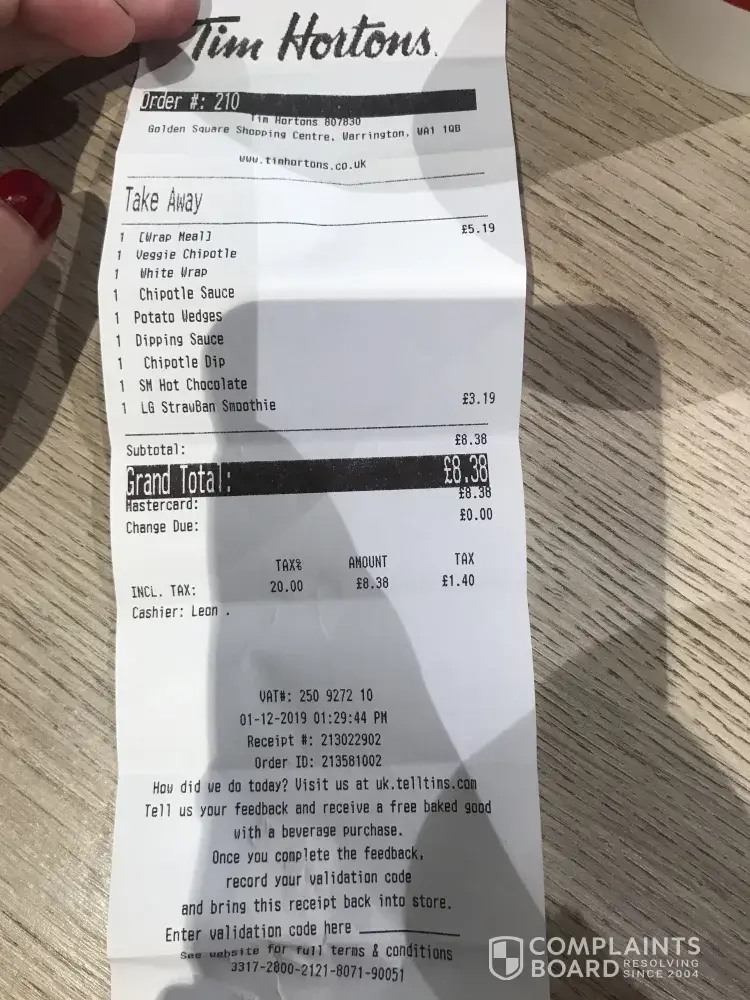 Tim Hortons.
Order #: 210
Tim Hortons 807830
Golden Square Shopping Centre, Warrington, WA1 1QB
www.timhortons.co.uk
Take Away
1 [Wrap Meal] £5.19
1 Veggie Chipotle
1 White Wrap
1 Chipotle Sauce
1 Potato Wedges
1 Dipping Sauce
1 Chipotle Dip
1 SM Hot Chocolate
1 LG StrawBan Smoothie £3.19
Subtotal: £8.38
Grand Total: £8.38
Mastercard: £8.38
Change Due: £0.00
TAX% AMOUNT TAX
INCL. TAX: 20.00 £8.38 £1.40
Cashier: Leon .
VAT#: 250 9272 10
01-12-2019 01:29:44 PM
Receipt #: 213022902
Order ID: 213581002
How did we do today? Visit us at uk.telltims.com
Tell us your feedback and receive a free baked good
with a beverage purchase.
Once you complete the feedback,
record your validation code
and bring this receipt back into store.
Enter validation code here
See website for full terms & conditions
3317-2800-2121-8071-90051
COMPLAINTS
BOARD RESOLVING SINCE 2004